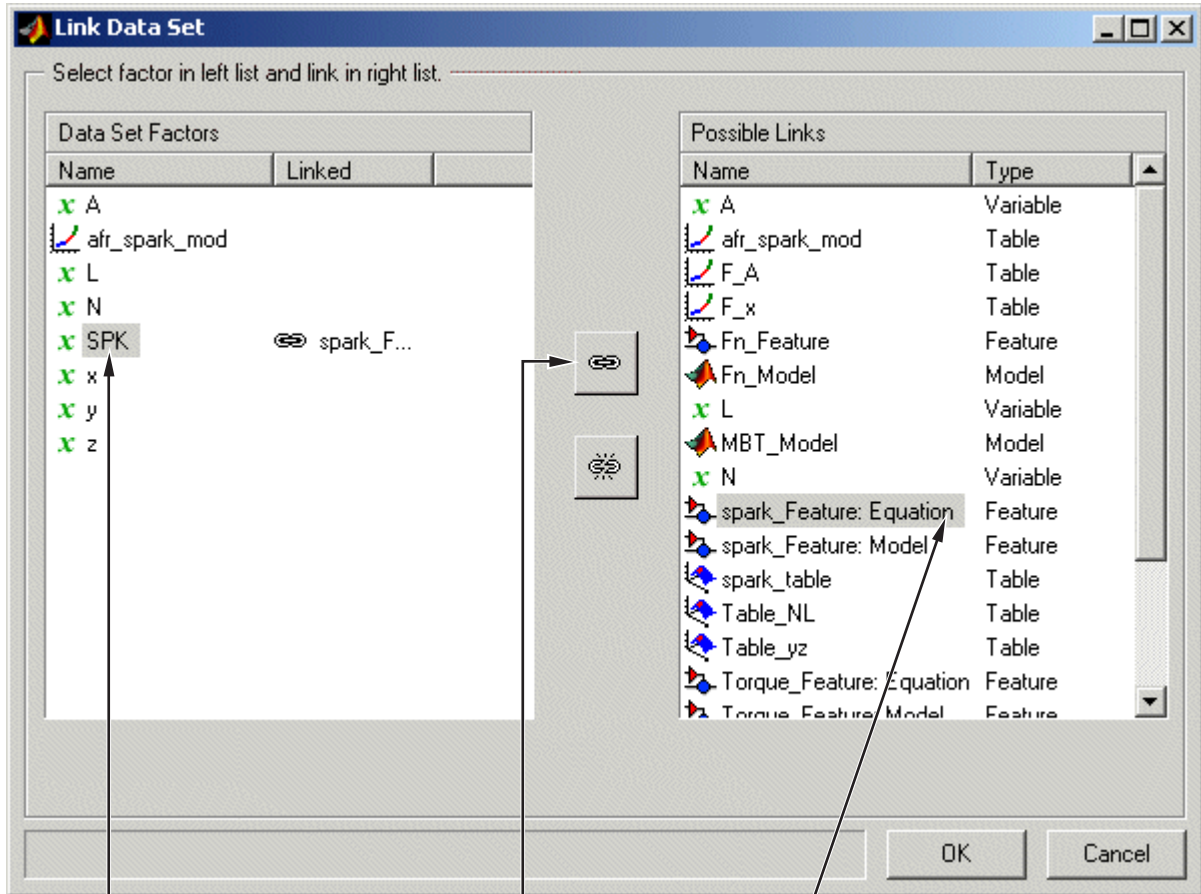 Link Data Set
Select factor in left list and link in right list.
Data Set Factors
Name Linked
x A
afr_spark_mod
x L
x N
x SPK spark_F...
x x
x y
x z
Possible Links
Name Type
x A Variable
afr_spark_mod Table
F_A Table
F_x Table
Fn_Feature Feature
Fn_Model Model
x L Variable
MBT_Model Model
x N Variable
spark_Feature: Equation Feature
spark_Feature: Model Feature
spark_table Table
Table_NL Table
Table_yz Table
Torque_Feature: Equation Feature
Torque_Feature: Model Feature
OK Cancel